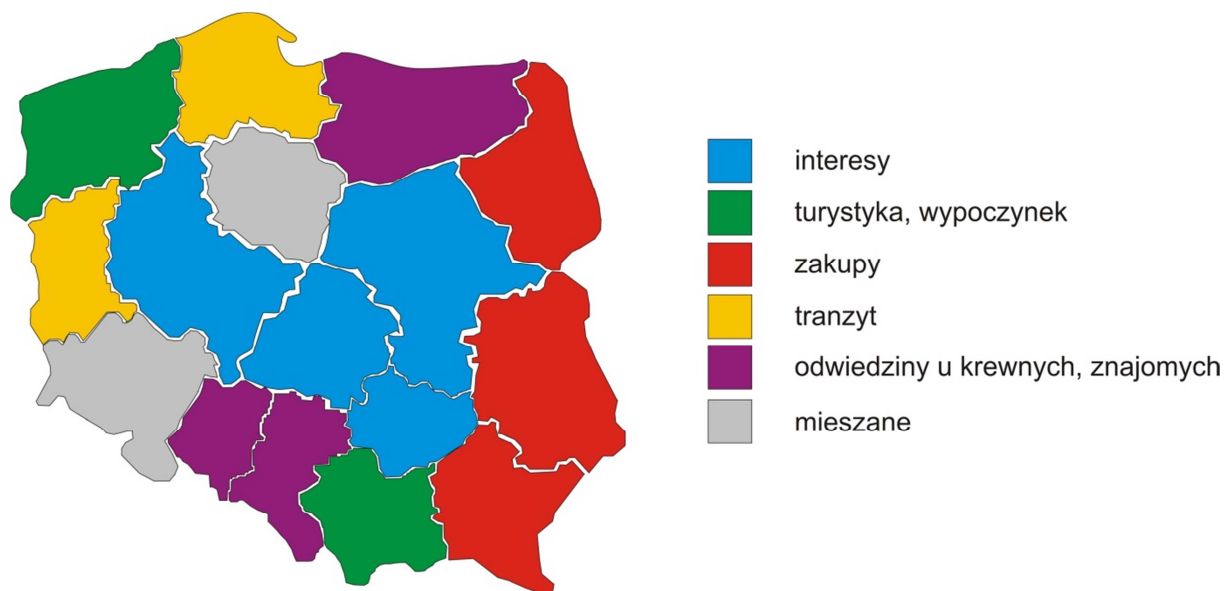 interesy
turystyka, wypoczynek
zakupy
tranzyt
odwiedziny u krewnych, znajomych
mieszane